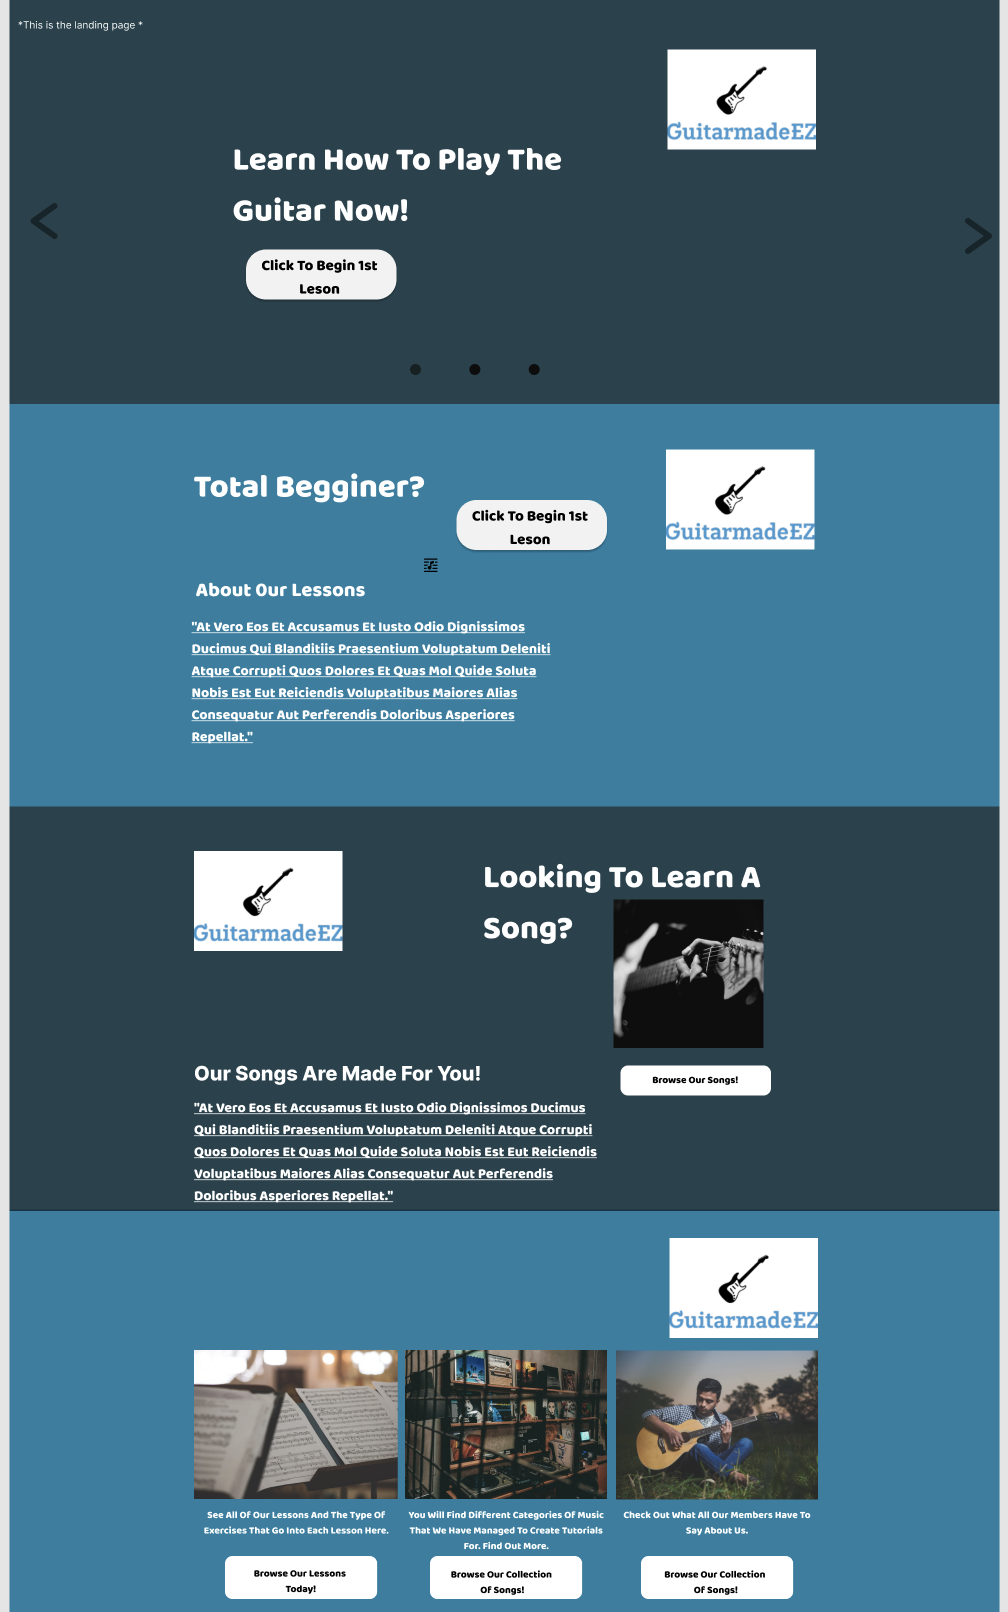 *This is the landing page *
GuitarmadeEZ
Learn How To Play The
Guitar Now!
Click To Begin 1st
Leson
Total Begginer?
GuitarmadeEZ
Click To Begin 1st
Leson
About 0ur Lessons
"At Vero Eos Et Accusamus Et Iusto Odio Dignissimos
Ducimus Qui Blanditiis Praesentium Voluptatum Deleniti
Atque Corrupti Quos Dolores Et Quas Mol Quide Soluta
Nobis Est Eut Reiciendis Voluptatibus Maiores Alias
Consequatur Aut Perferendis Doloribus Asperiores
Repellat."
GuitarmadeEZ
Looking To Learn A
Song?
Our Songs Are Made For You!
Browse Our Songs!
"At Vero Eos Et Accusamus Et Iusto Odio Dignissimos Ducimus
Qui Blanditiis Praesentium Voluptatum Deleniti Atque Corrupti
Quos Dolores Et Quas Mol Quide Soluta Nobis Est Eut Reiciendis
Voluptatibus Maiores Alias Consequatur Aut Perferendis
Doloribus Asperiores Repellat."
GuitarmadeEZ
See All Of Our Lessons And The Type Of
Exercises That Go Into Each Lesson Here.
Browse Our Lessons
Today!
You Will Find Different Categories Of Music
That We Have Managed To Create Tutorials
For. Find Out More.
Browse Our Collection
Of Songs!
Check Out What All Our Members Have To
Say About Us.
Browse Our Collection
Of Songs!